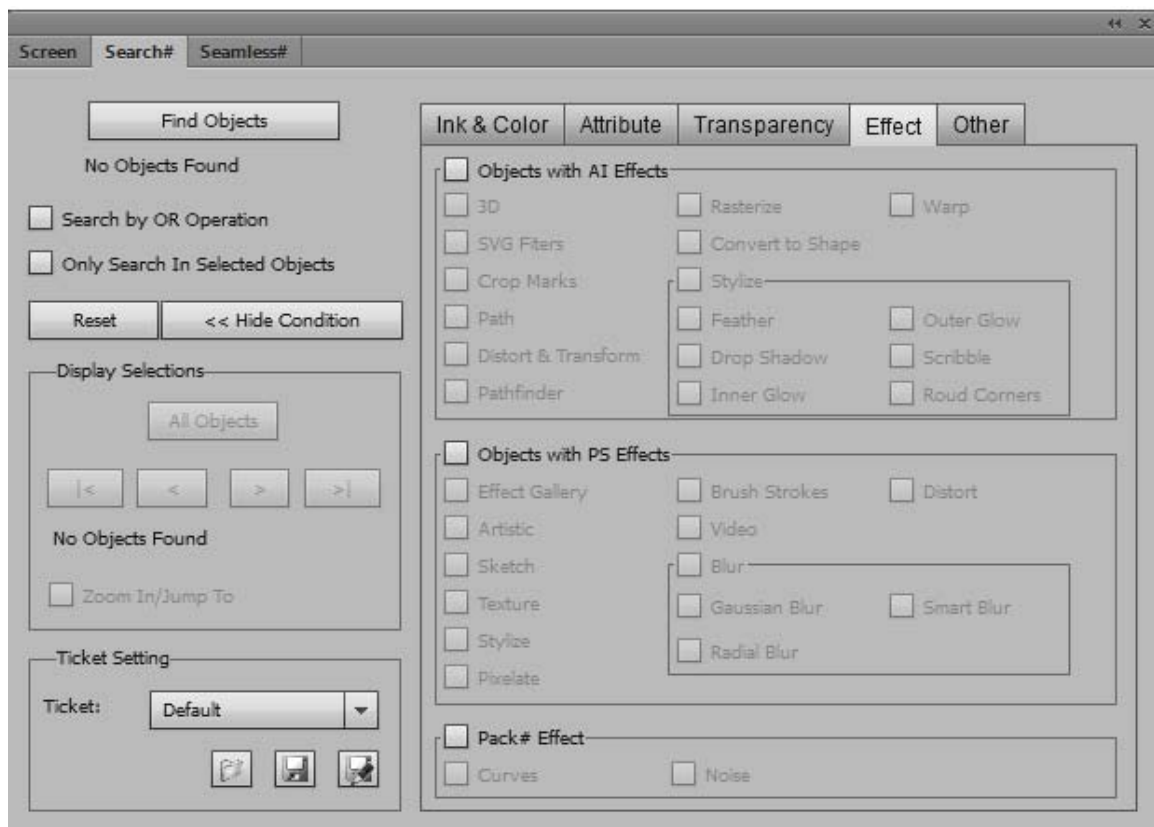 Screen Search# Seamless#
Find Objects
No Objects Found
Search by OR Operation
Only Search In Selected Objects
Reset << Hide Condition
Display Selections
All Objects
|< < > >|
No Objects Found
Zoom In/Jump To
Ticket Setting
Ticket: Default
Ink & Color Attribute Transparency Effect Other
Objects with AI Effects
3D Rasterize Warp
SVG Fiters Convert to Shape
Crop Marks Stylize
Path Feather Outer Glow
Distort & Transform Drop Shadow Scribble
Pathfinder Inner Glow Roud Corners
Objects with PS Effects
Effect Gallery Brush Strokes Distort
Artistic Video
Sketch Blur
Texture Gaussian Blur Smart Blur
Stylize Radial Blur
Pixelate
Pack# Effect
Curves Noise